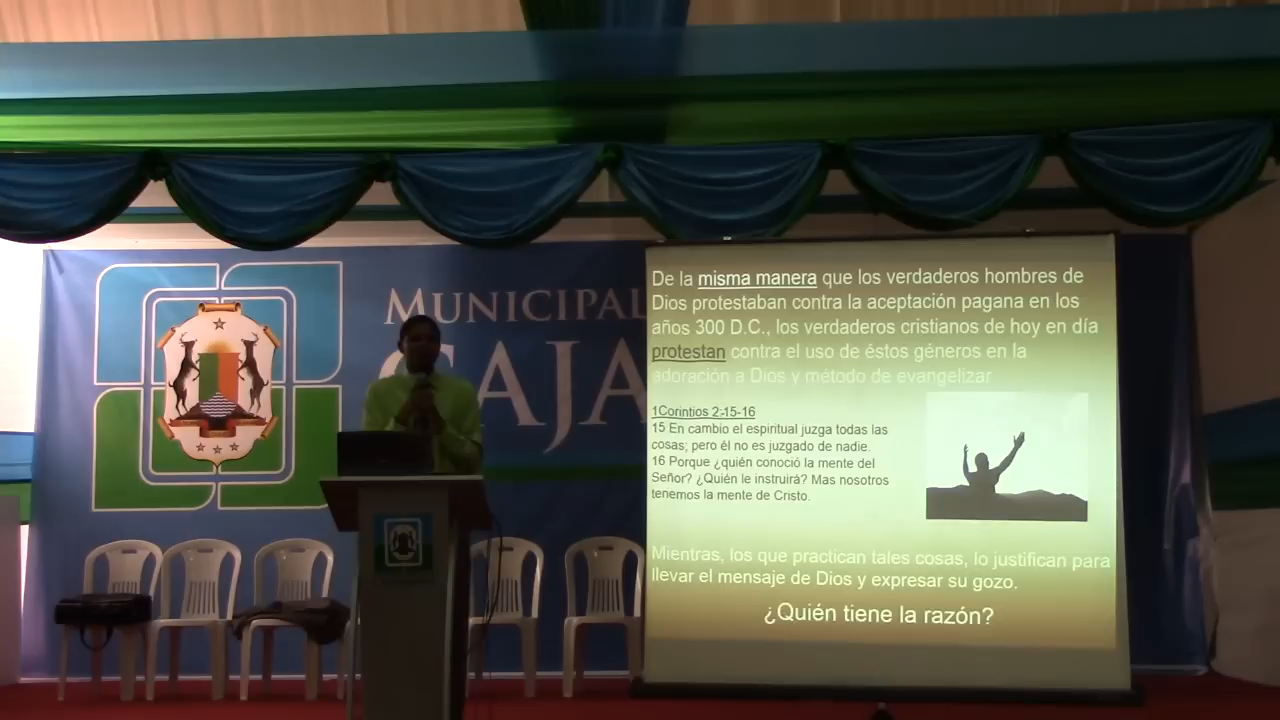 MUNICIPAL
CAJA
De la misma manera que los verdaderos hombres de
Dios protestaban contra la aceptación pagana en los
años 300 D.C., los verdaderos cristianos de hoy en día
protestan contra el uso de éstos géneros en la
adoración a Dios y método de evangelizar
1Corintios 2:15-16
15 En cambio el espiritual juzga todas las
cosas; pero él no es juzgado de nadie.
16 Porque ¿quién conoció la mente del
Señor? ¿Quién le instruirá? Mas nosotros
tenemos la mente de Cristo.
Mientras, los que practican tales cosas, lo justifican para
llevar el mensaje de Dios y expresar su gozo.
¿Quién tiene la razón?